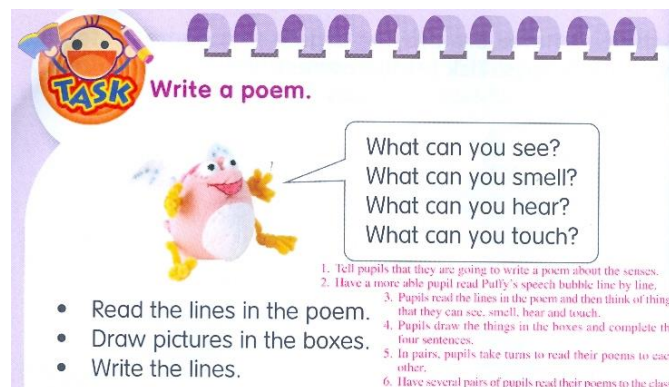 TASK
Write a poem.
What can you see?
What can you smell?
What can you hear?
What can you touch?
1. Tell pupils that they are going to write a poem about the senses.
2. Have a more able pupil read Puffy's speech bubble line by line.
3. Pupils read the lines in the poem and then think of things
that they can see, smell, hear and touch.
4. Pupils draw the things in the boxes and complete
four sentences.
5. In pairs, pupils take turns to read their poems to
other.
6. Have several pairs of pupils read their poems to the
• Read the lines in the poem.
• Draw pictures in the boxes.
• Write the lines.